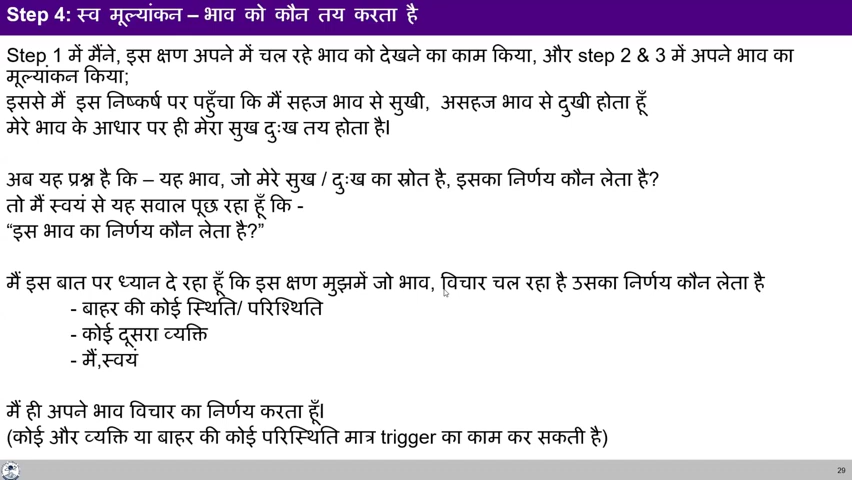 Step 4: स्व मूल्यांकन – भाव को कौन तय करता है
Step 1 में मैंने, इस क्षण अपने में चल रहे भाव को देखने का काम किया, और step 2 & 3 में अपने भाव का
मूल्यांकन किया;
इससे मैं इस निष्कर्ष पर पहुँचा कि मैं सहज भाव से सुखी, असहज भाव से दुखी होता हूँ
मेरे भाव के आधार पर ही मेरा सुख दुःख तय होता है।
अब यह प्रश्न है कि – यह भाव, जो मेरे सुख / दुःख का स्रोत है, इसका निर्णय कौन लेता है?
तो मैं स्वयं से यह सवाल पूछ रहा हूँ कि -
“इस भाव का निर्णय कौन लेता है?”
मैं इस बात पर ध्यान दे रहा हूँ कि इस क्षण मुझमें जो भाव, विचार चल रहा है उसका निर्णय कौन लेता है
- बाहर की कोई स्थिति/ परिश्थिति
- कोई दूसरा व्यक्ति
- मैं,स्वयं
मैं ही अपने भाव विचार का निर्णय करता हूँ।
(कोई और व्यक्ति या बाहर की कोई परिस्थिति मात्र trigger का काम कर सकती है)
29